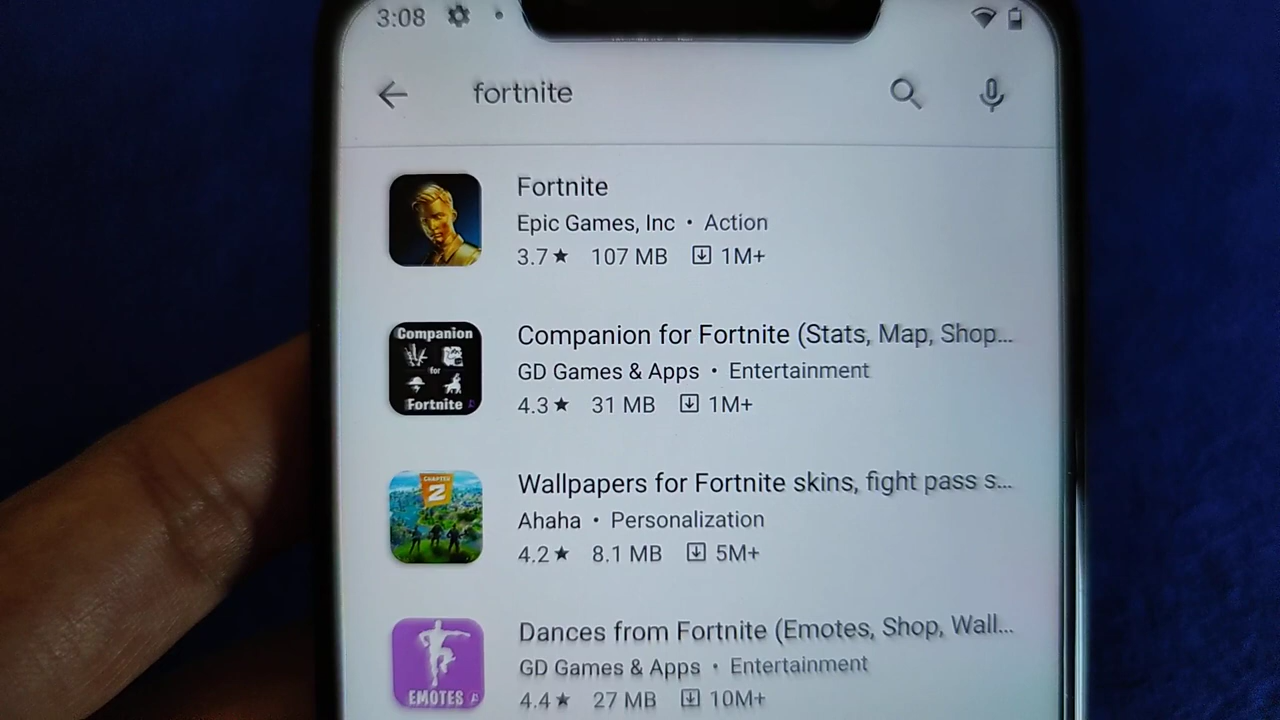 3:08
fortnite
Fortnite
Epic Games, Inc • Action
3.7★ 107 MB 1M+
Companion
for
Fortnite
Companion for Fortnite (Stats, Map, Shop...
GD Games & Apps • Entertainment
4.3★ 31 MB 1M+
CHAPTER
2
Wallpapers for Fortnite skins, fight pass s...
Ahaha • Personalization
4.2★ 8.1 MB 5M+
EMOTES
Dances from Fortnite (Emotes, Shop, Wall...
GD Games & Apps • Entertainment
4.4★ 27 MB 10M+